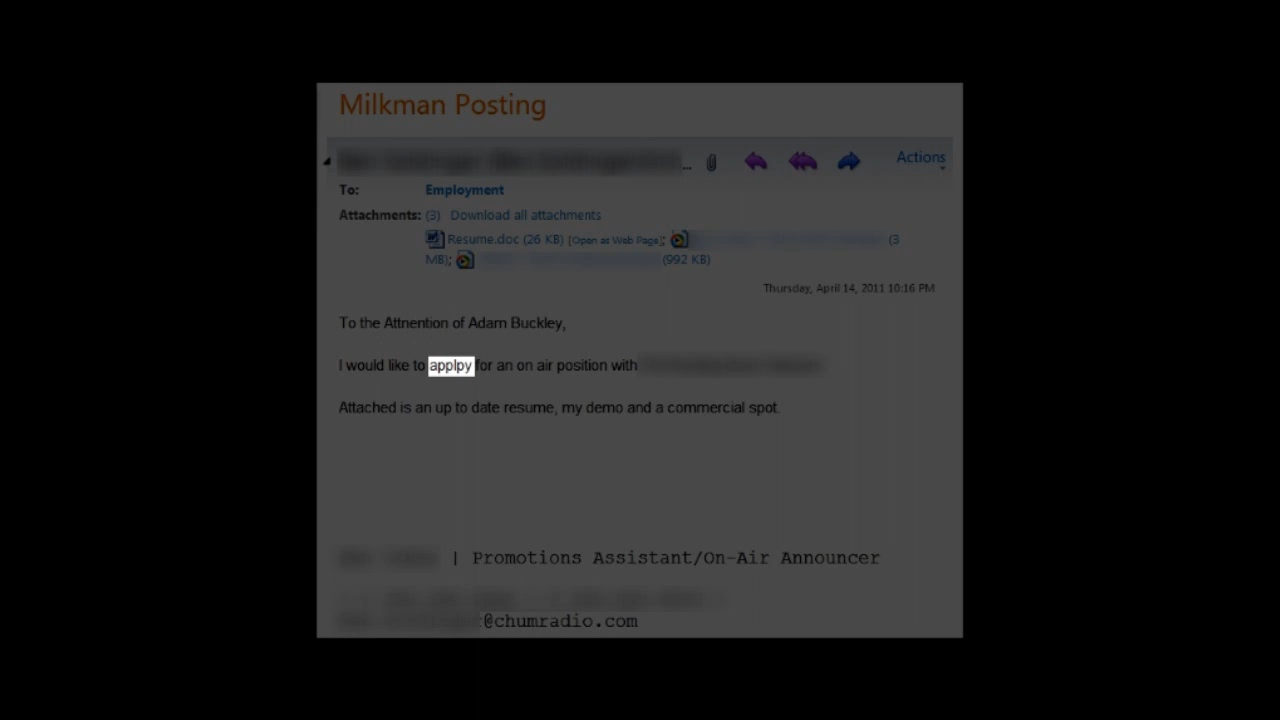 Milkman Posting
... Actions
To: Employment
Attachments: (3) Download all attachments
Resume.doc (26 KB) [Open as Web Page]; (3
MB); (992 KB)
Thursday, April 14, 2011 10:16 PM
To the Attnention of Adam Buckley,
I would like to applpy for an on air position with
Attached is an up to date resume, my demo and a commercial spot.
| Promotions Assistant/On-Air Announcer
@chumradio.com